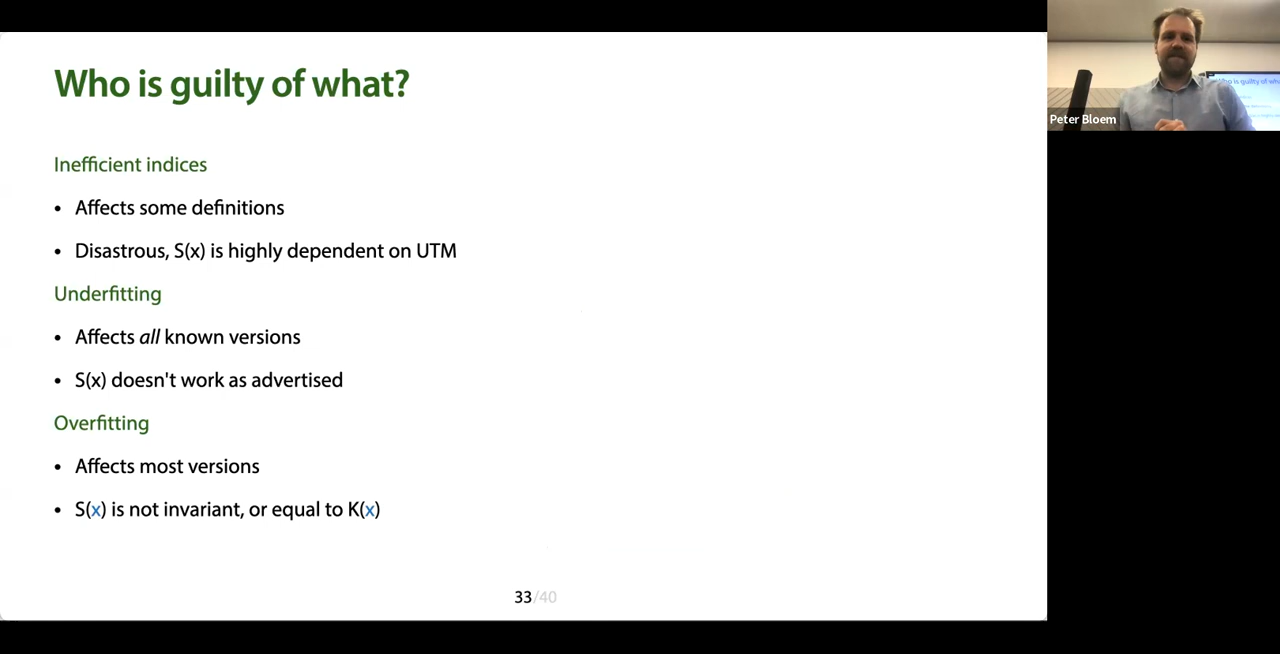 Who is guilty of what?
Inefficient indices
• Affects some definitions
• Disastrous, S(x) is highly dependent on UTM
Underfitting
• Affects all known versions
• S(x) doesn't work as advertised
Overfitting
• Affects most versions
• S(x) is not invariant, or equal to K(x)
33/40
Peter Bloem